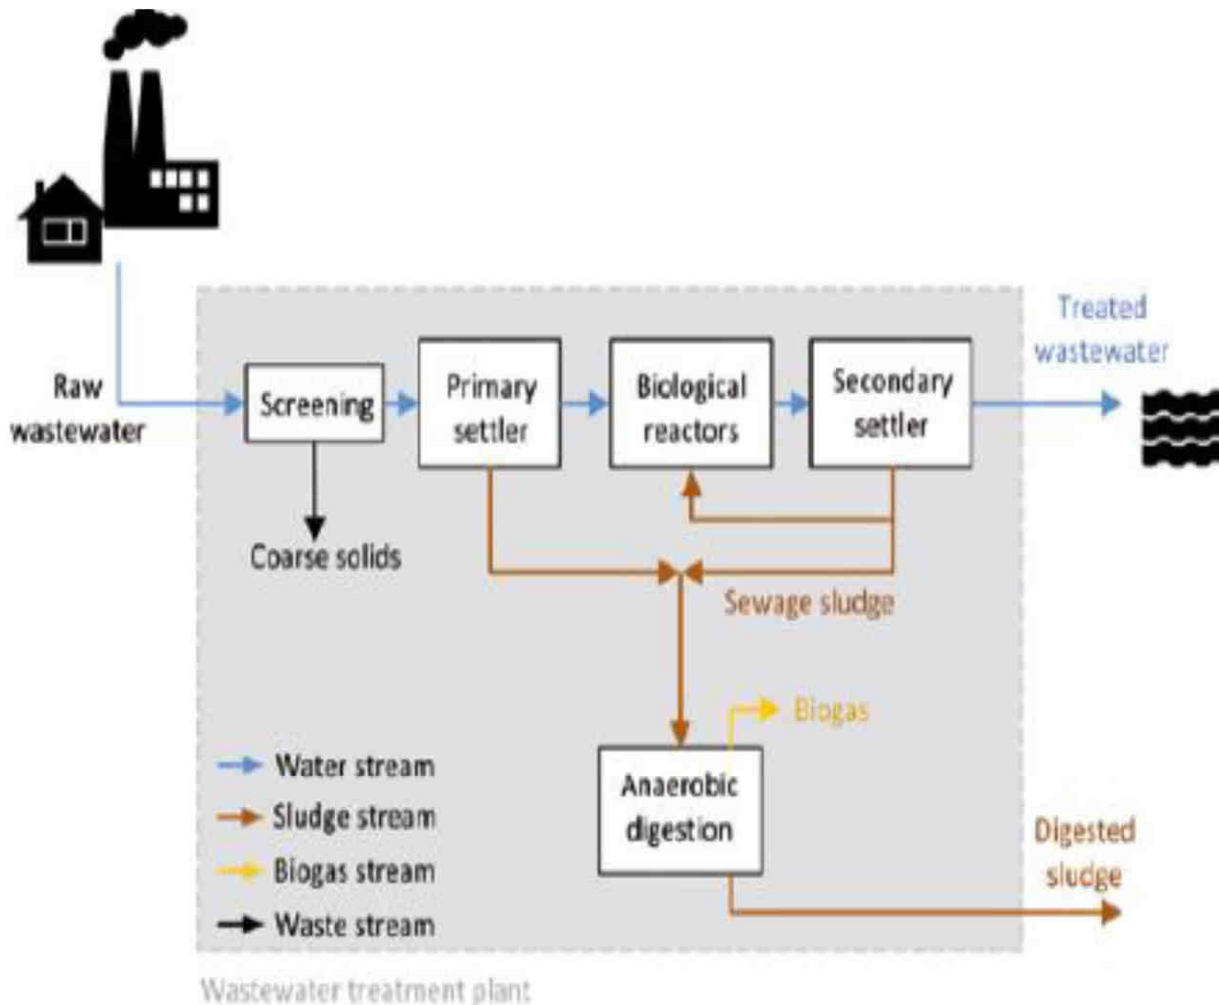 Raw
wastewater
Screening
Primary
settler
Biological
reactors
Secondary
settler
Treated
wastewater
Coarse solids
Sewage sludge
Biogas
Anaerobic
digestion
Digested
sludge
Water stream
Sludge stream
Biogas stream
Waste stream
Wastewater treatment plant